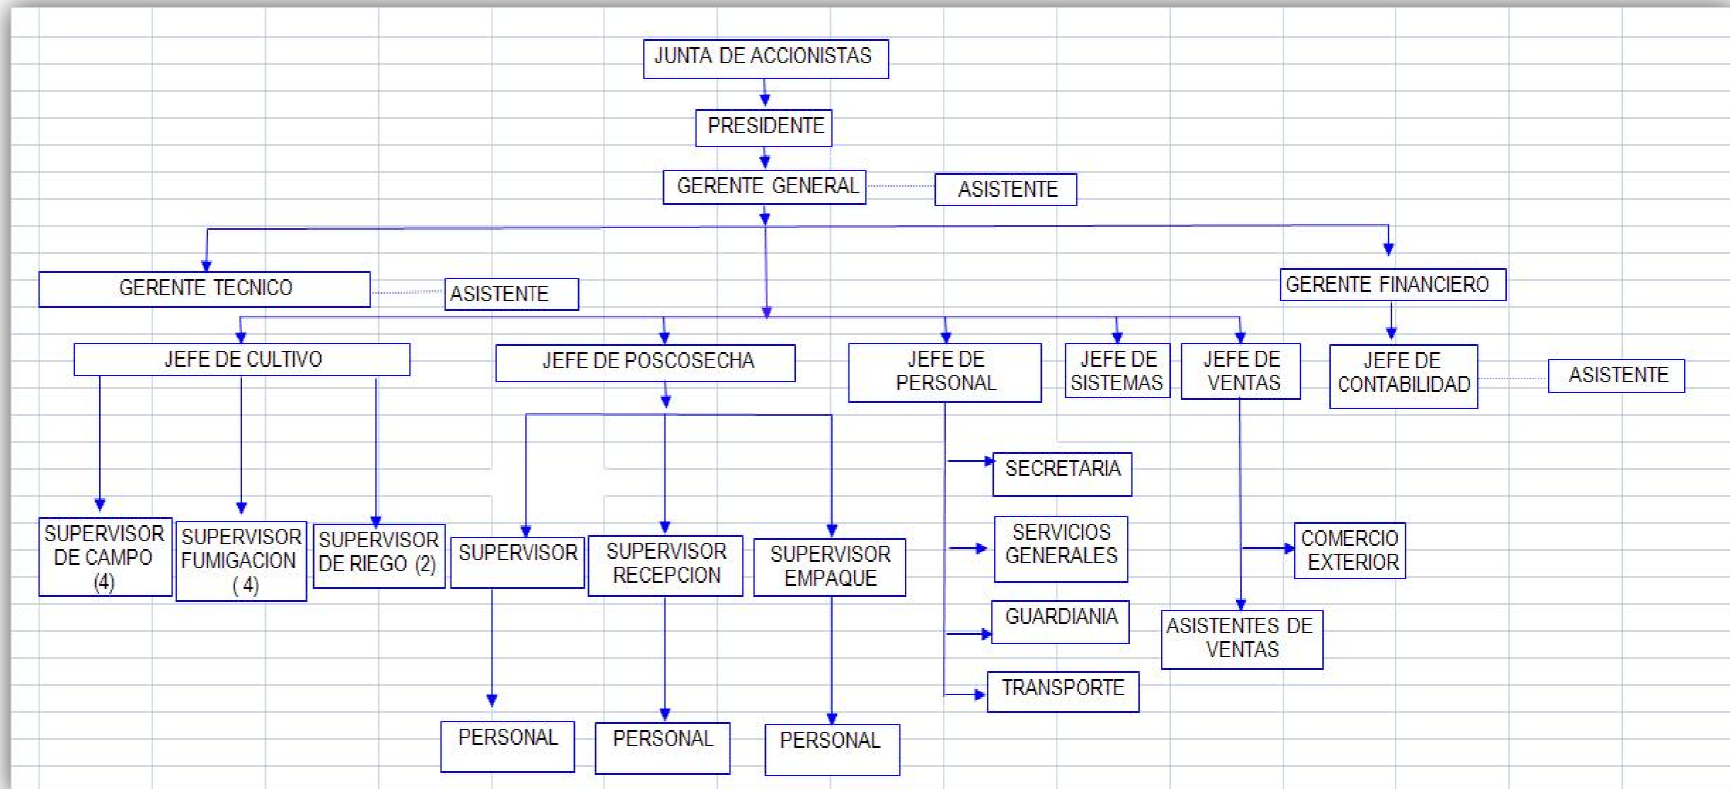 JUNTA DE ACCIONISTAS
PRESIDENTE
GERENTE GENERAL
ASISTENTE
GERENTE TECNICO
ASISTENTE
GERENTE FINANCIERO
JEFE DE CULTIVO
JEFE DE POSCOSECHA
JEFE DE
PERSONAL
JEFE DE
SISTEMAS
JEFE DE
VENTAS
JEFE DE
CONTABILIDAD
ASISTENTE
SECRETARIA
SERVICIOS
GENERALES
GUARDIANIA
TRANSPORTE
SUPERVISOR
DE CAMPO
(4)
SUPERVISOR
FUMIGACION
( 4)
SUPERVISOR
DE RIEGO (2)
SUPERVISOR
SUPERVISOR
RECEPCION
SUPERVISOR
EMPAQUE
COMERCIO
EXTERIOR
ASISTENTES DE
VENTAS
PERSONAL
PERSONAL
PERSONAL